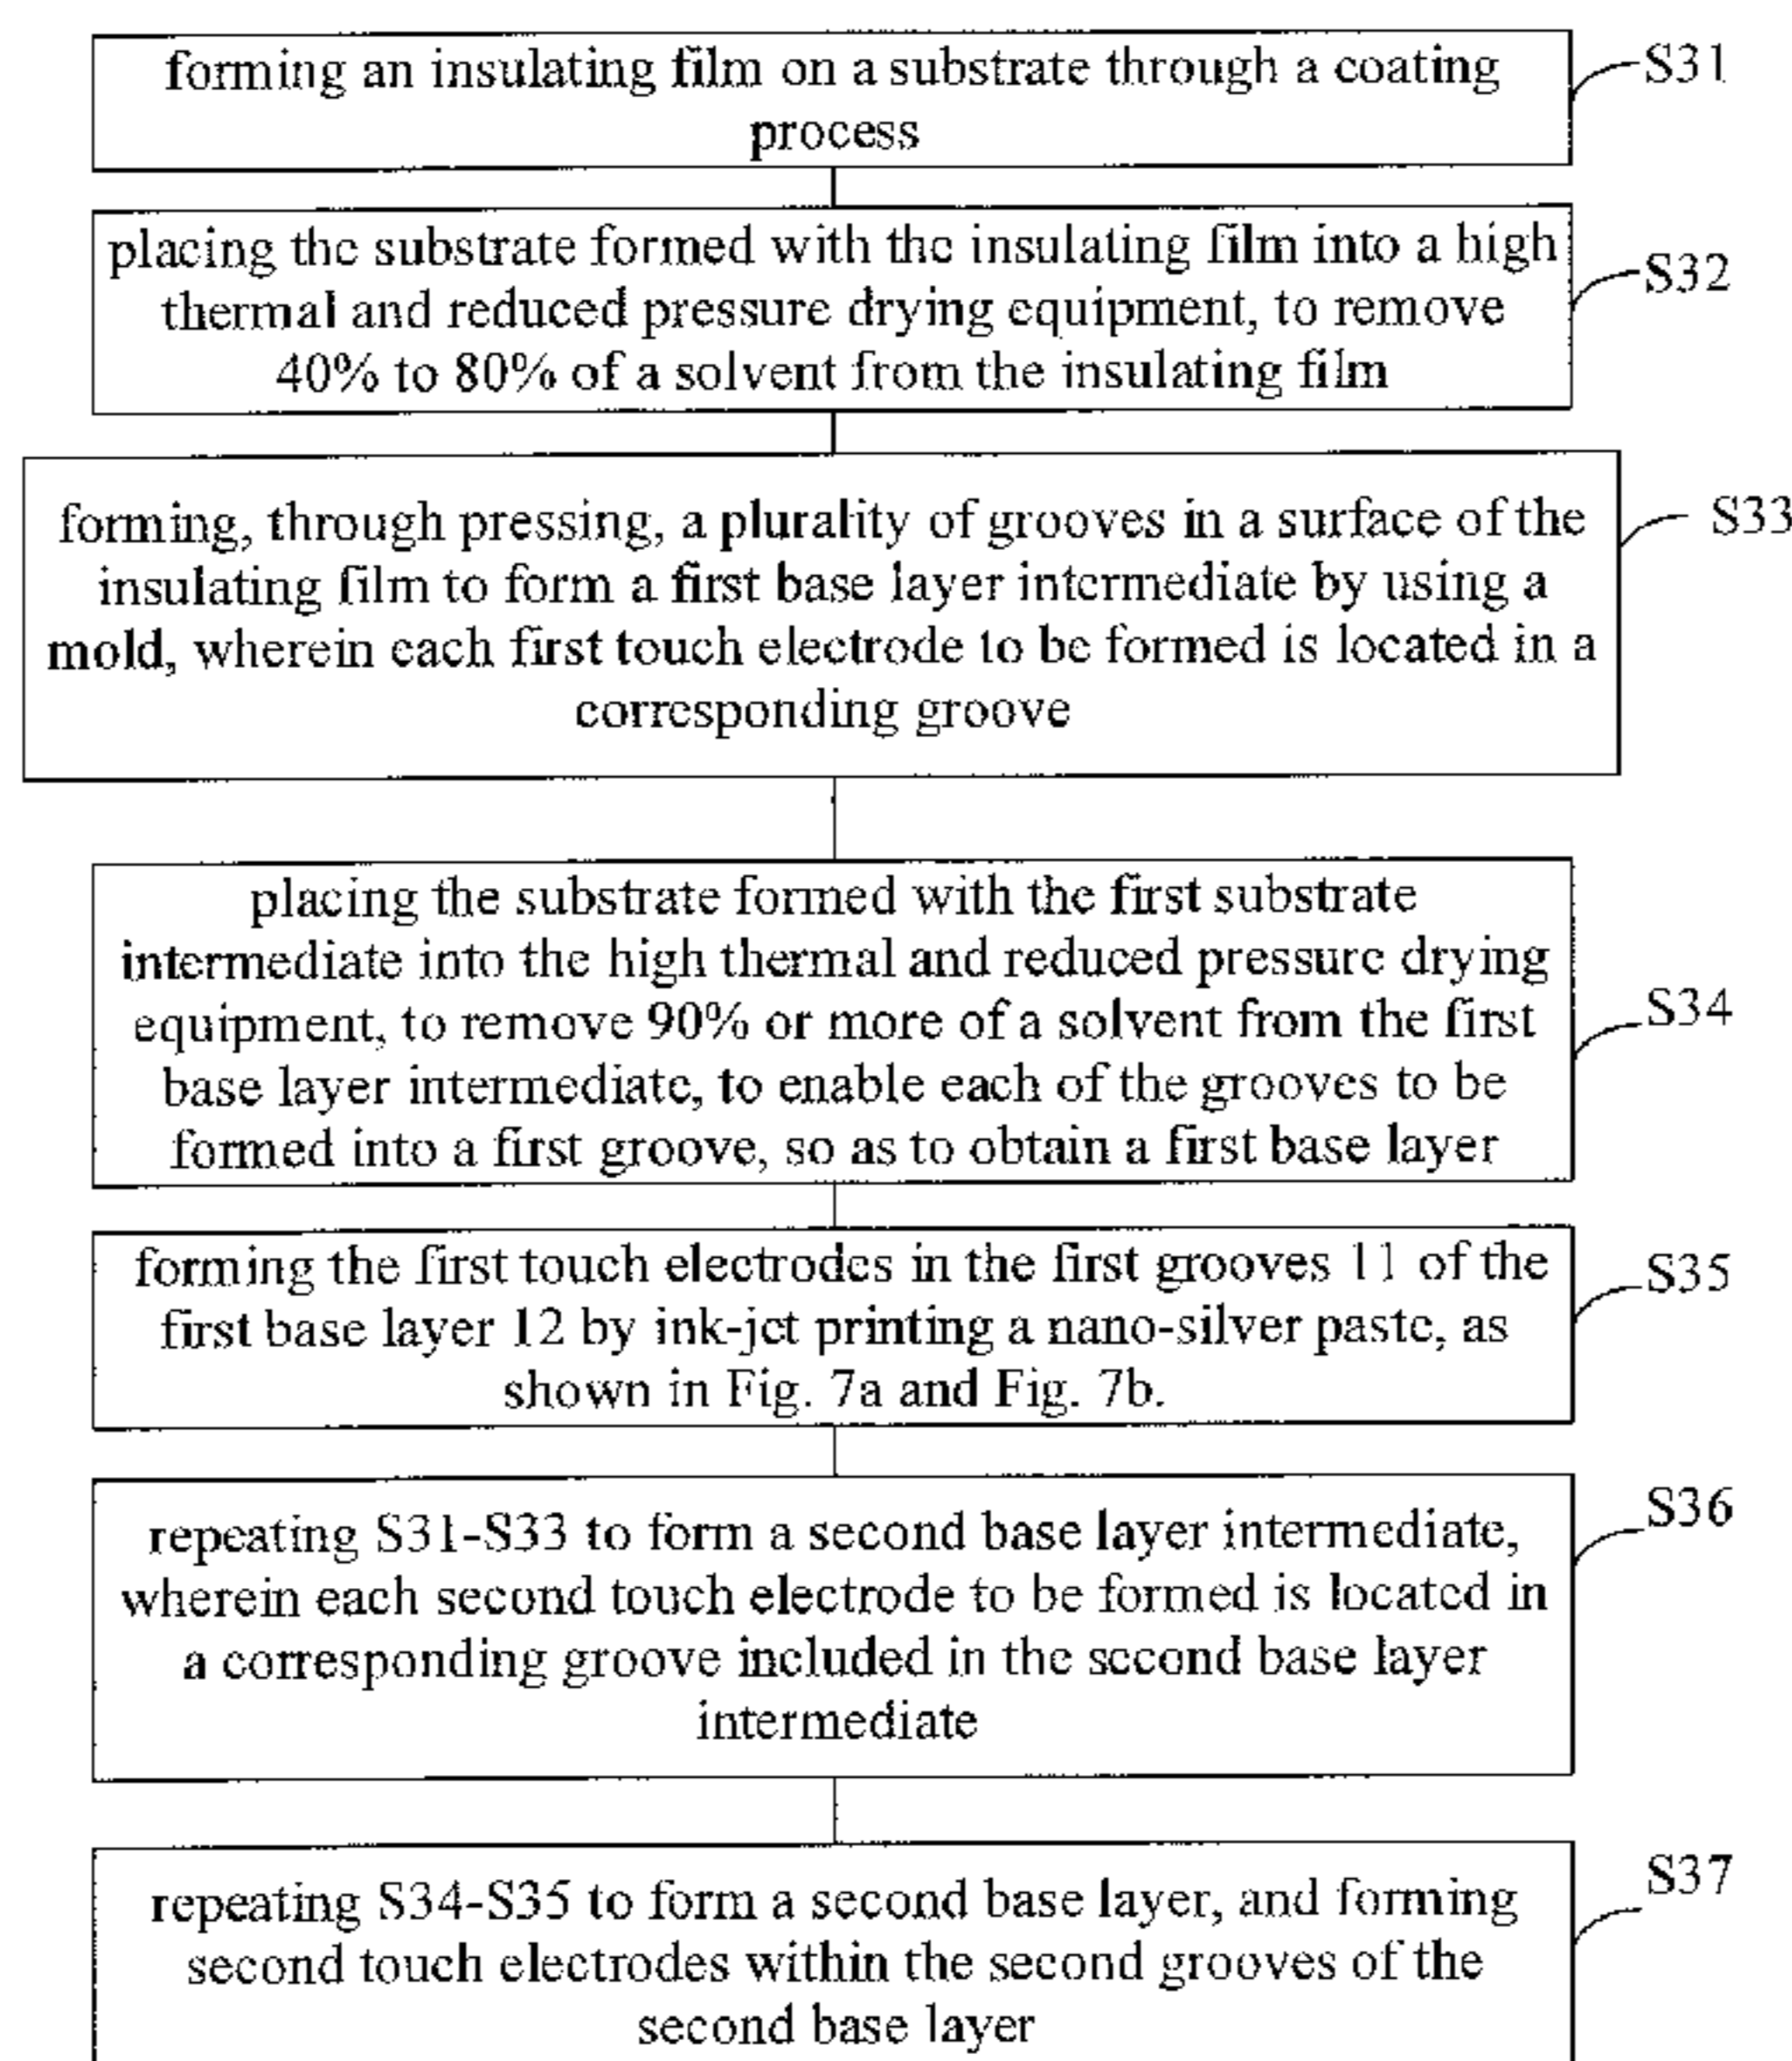 forming an insulating film on a substrate through a coating
process
S31
placing the substrate formed with the insulating film into a high
thermal and reduced pressure drying equipment, to remove
40% to 80% of a solvent from the insulating film
S32
forming, through pressing, a plurality of grooves in a surface of the
insulating film to form a first base layer intermediate by using a
mold, wherein each first touch electrode to be formed is located in a
corresponding groove
S33
placing the substrate formed with the first substrate
intermediate into the high thermal and reduced pressure drying
equipment, to remove 90% or more of a solvent from the first
base layer intermediate, to enable each of the grooves to be
formed into a first groove, so as to obtain a first base layer
S34
forming the first touch electrodes in the first grooves 11 of the
first base layer 12 by ink-jet printing a nano-silver paste, as
shown in Fig. 7a and Fig. 7b.
S35
repeating S31-S33 to form a second base layer intermediate,
wherein each second touch electrode to be formed is located in
a corresponding groove included in the second base layer
intermediate
S36
repeating S34-S35 to form a second base layer, and forming
second touch electrodes within the second grooves of the
second base layer
S37